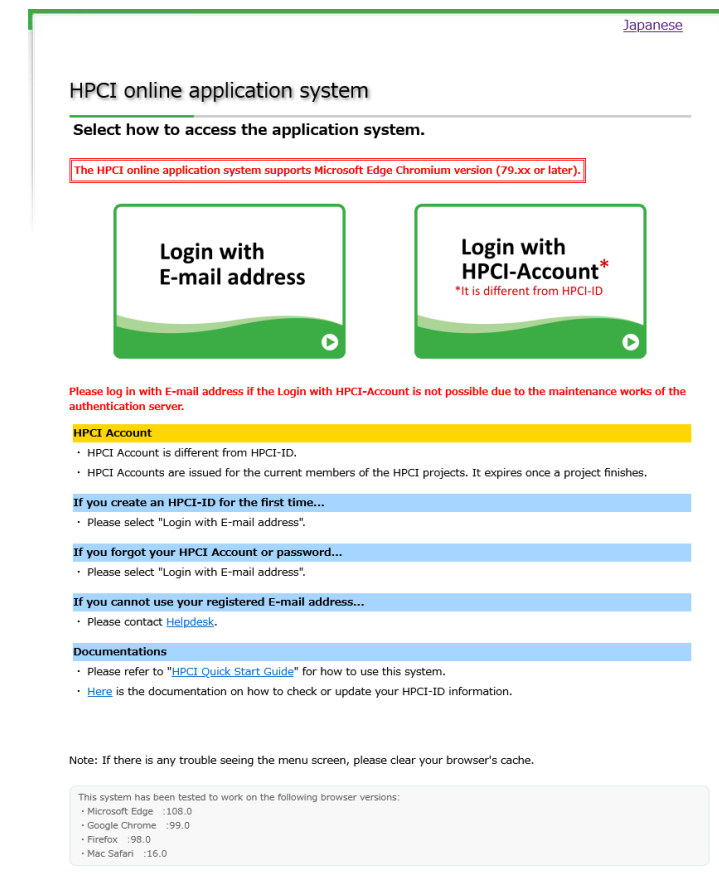 Japanese
HPCI online application system
Select how to access the application system.
The HPCI online application system supports Microsoft Edge Chromium version (79.xx or later).
Login with
E-mail address
Login with
HPCI-Account*
*It is different from HPCI-ID
Please log in with E-mail address if the Login with HPCI-Account is not possible due to the maintenance works of the
authentication server.
HPCI Account
・ HPCI Account is different from HPCI-ID.
・ HPCI Accounts are issued for the current members of the HPCI projects. It expires once a project finishes.
If you create an HPCI-ID for the first time...
・ Please select "Login with E-mail address".
If you forgot your HPCI Account or password...
・ Please select "Login with E-mail address".
If you cannot use your registered E-mail address...
・ Please contact Helpdesk.
Documentations
・ Please refer to "HPCI Quick Start Guide" for how to use this system.
・ Here is the documentation on how to check or update your HPCI-ID information.
Note: If there is any trouble seeing the menu screen, please clear your browser's cache.
This system has been tested to work on the following browser versions:
・Microsoft Edge :108.0
・Google Chrome :99.0
・Firefox :98.0
・Mac Safari :16.0